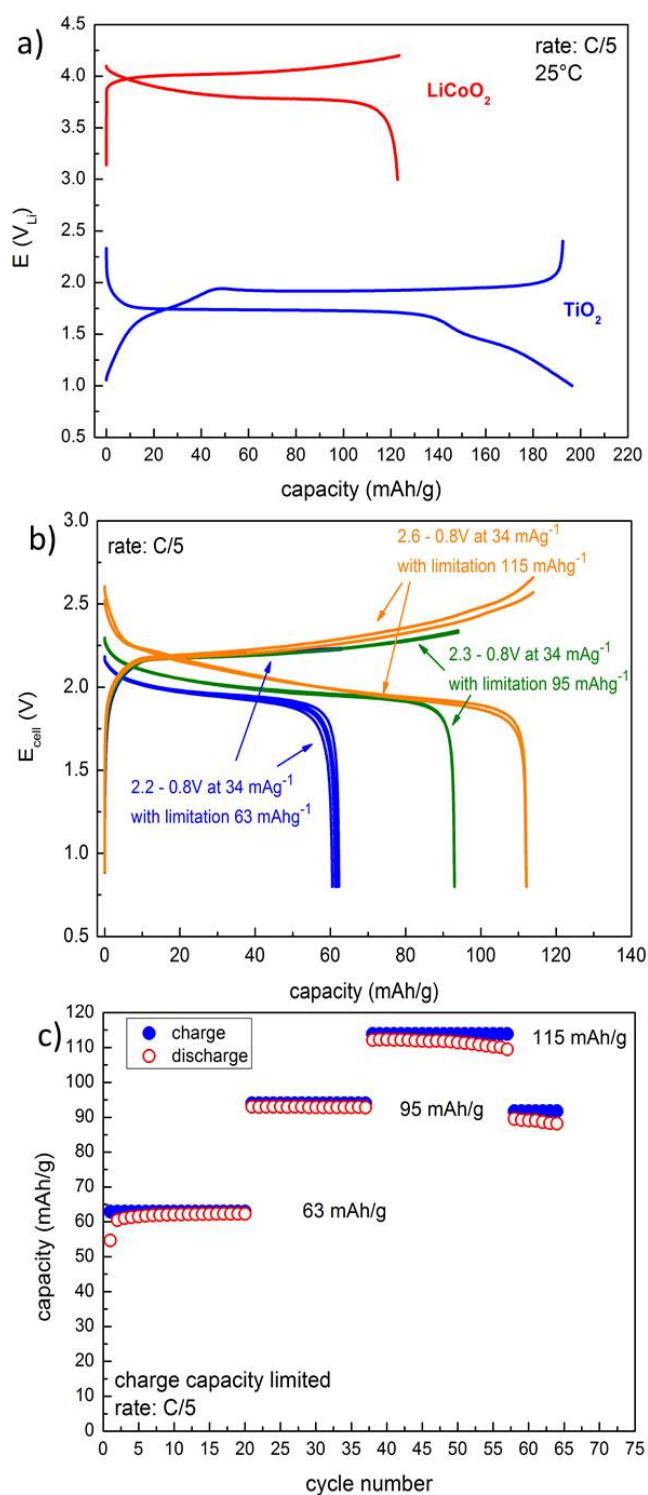 a)
rate: C/5
25°C
LiCoO2
TiO2
E (VLi)
4.5
4.0
3.5
3.0
2.5
2.0
1.5
1.0
0.5
0 20 40 60 80 100 120 140 160 180 200 220
capacity (mAh/g)
b)
rate: C/5
2.6 - 0.8V at 34 mAg-1
with limitation 115 mAhg-1
2.3 - 0.8V at 34 mAg-1
with limitation 95 mAhg-1
2.2 - 0.8V at 34 mAg-1
with limitation 63 mAhg-1
Ecell (V)
3.0
2.5
2.0
1.5
1.0
0.5
0 20 40 60 80 100 120 140
capacity (mAh/g)
c)
charge
discharge
115 mAh/g
95 mAh/g
63 mAh/g
charge capacity limited
rate: C/5
capacity (mAh/g)
120
110
100
90
80
70
60
50
40
30
20
10
0
0 5 10 15 20 25 30 35 40 45 50 55 60 65 70 75
cycle number